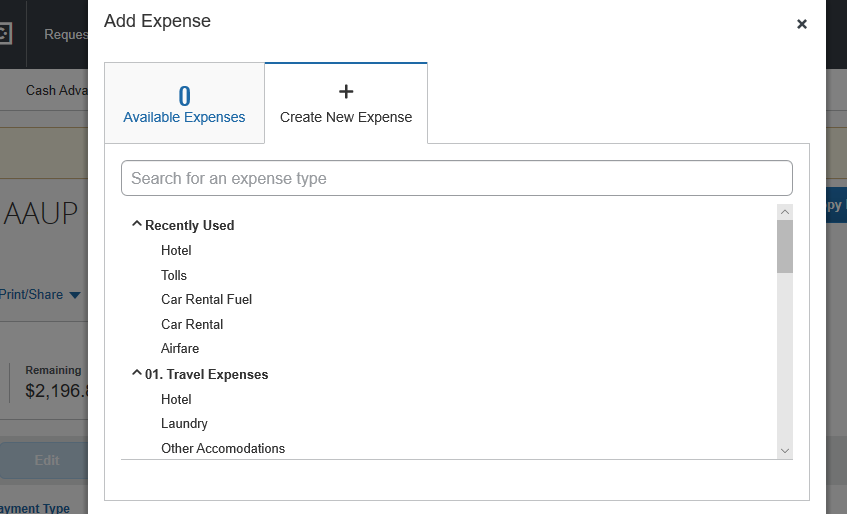 Add Expense
×
Reques
Cash Adva
0
Available Expenses
+
Create New Expense
Search for an expense type
AAUP
py
Recently Used
Hotel
Tolls
Print/Share
Car Rental Fuel
Car Rental
Airfare
Remaining
$2,196.8
01. Travel Expenses
Hotel
Laundry
Other Accomodations
Edit
ayment Type